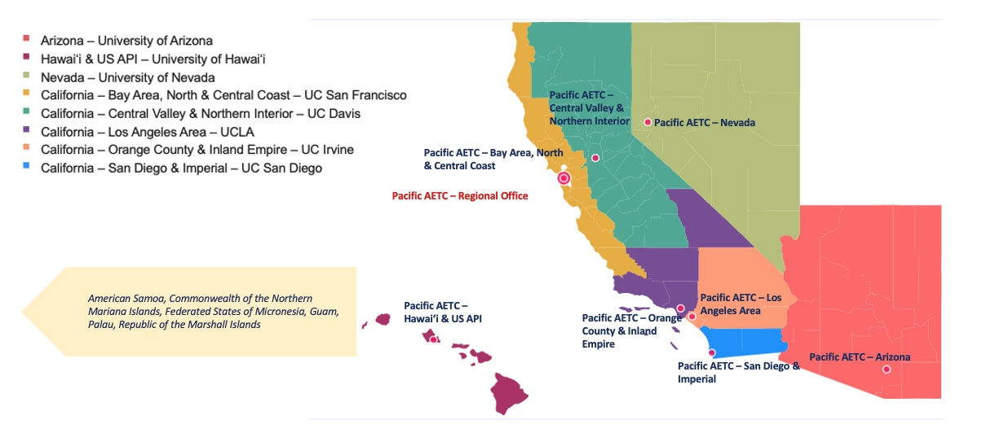 Arizona – University of Arizona
Hawai‘i & US API – University of Hawai‘i
Nevada – University of Nevada
California – Bay Area, North & Central Coast – UC San Francisco
California – Central Valley & Northern Interior – UC Davis
California – Los Angeles Area – UCLA
California – Orange County & Inland Empire – UC Irvine
California – San Diego & Imperial – UC San Diego
Pacific AETC –
Central Valley &
Northern Interior
Pacific AETC – Nevada
Pacific AETC – Bay Area, North
& Central Coast
Pacific AETC – Regional Office
American Samoa, Commonwealth of the Northern
Mariana Islands, Federated States of Micronesia, Guam,
Palau, Republic of the Marshall Islands
Pacific AETC –
Hawai‘i & US API
Pacific AETC – Los
Angeles Area
Pacific AETC – Orange
County & Inland
Empire
Pacific AETC – San Diego &
Imperial
Pacific AETC – Arizona